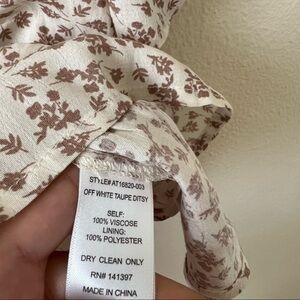 STYLE# AT16820-003
OFF WHITE TAUPE DITSY
SELF:
100% VISCOSE
LINING:
100% POLYESTER
DRY CLEAN ONLY
RN# 141397
MADE IN CHINA